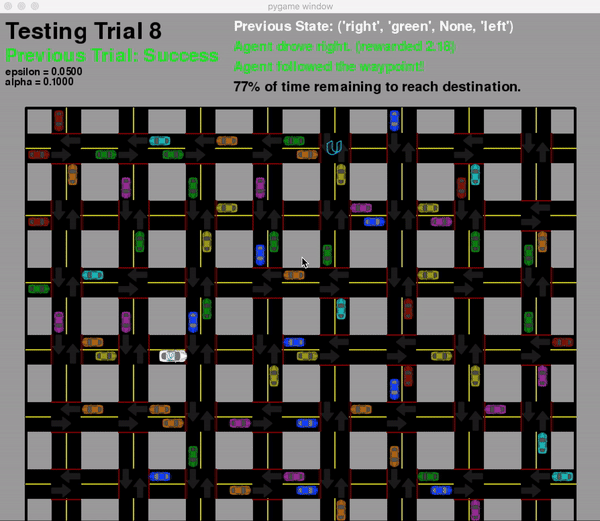 pygame window
Testing Trial 8
Previous Trial: Success
epsilon = 0.0500
alpha = 0.1000
Previous State: ('right', 'green', None, 'left')
Agent drove right. (rewarded 2.18)
Agent followed the waypoint!
77% of time remaining to reach destination.